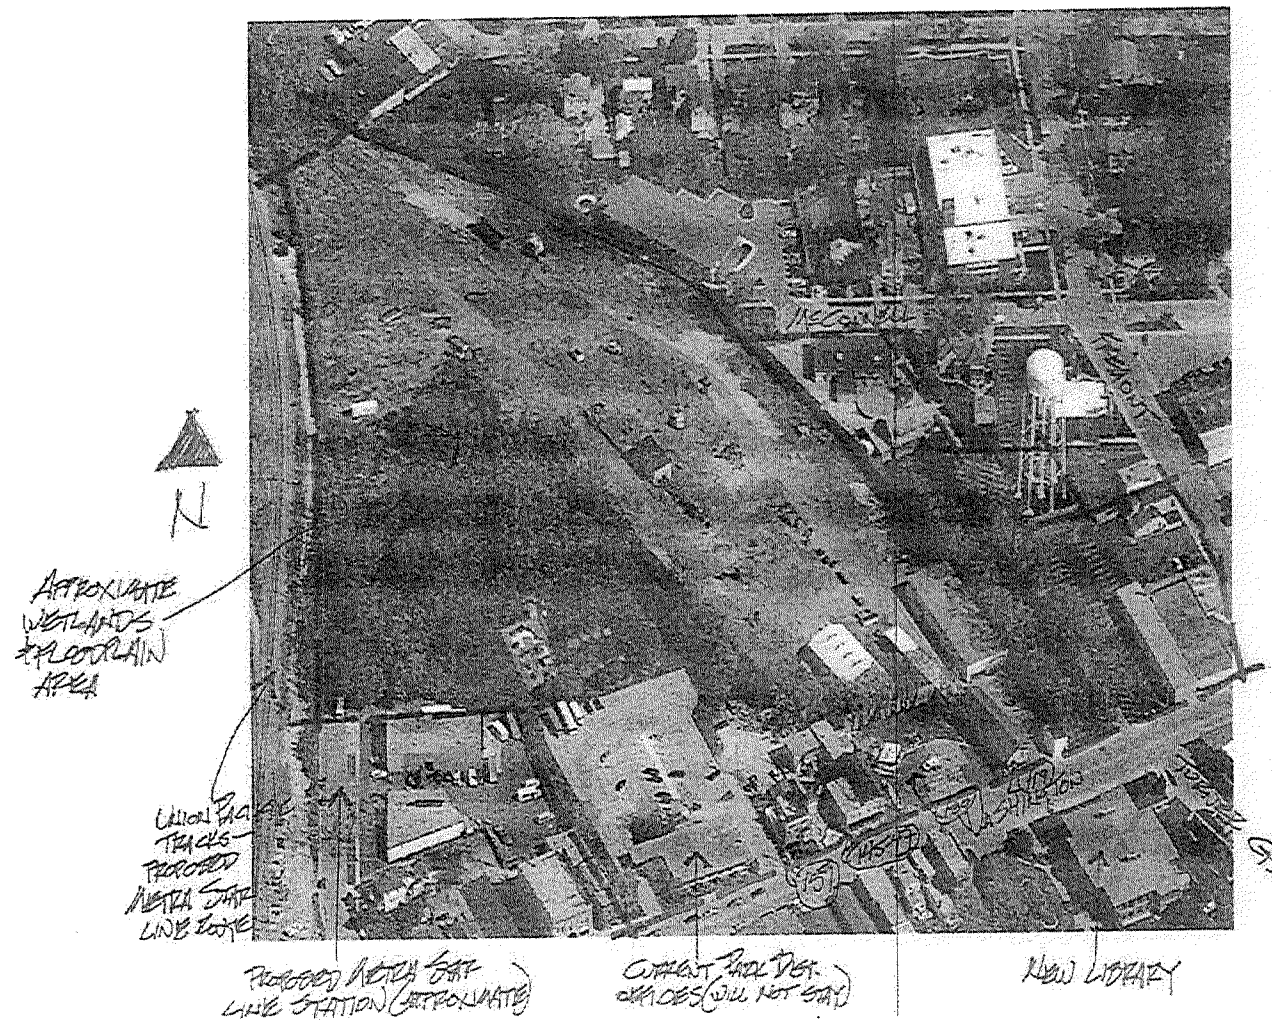 N
APPROXIMATE
WETLANDS
& FLOODPLAIN
AREA
UNION PACIFIC
TRACKS—
PROPOSED
METRA STAR
LINE ROUTE
PROPOSED METRA STAR
LINE STATION (APPROXIMATE)
CURRENT PARK DIST.
OFFICES (WILL NOT STAY)
NEW LIBRARY
McCONNELL
WASHINGTON
157